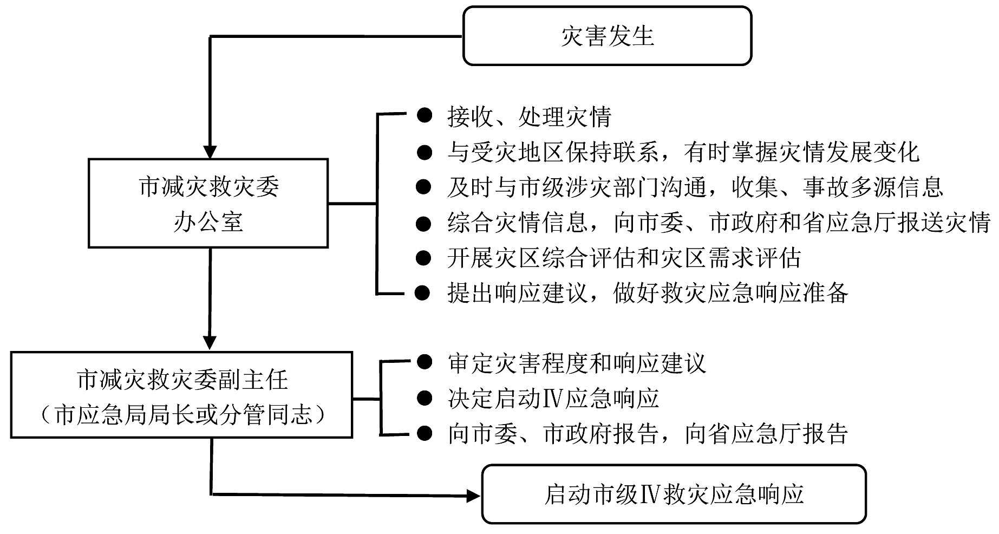 灾害发生
● 接收、处理灾情
● 与受灾地区保持联系，有时掌握灾情发展变化
● 及时与市级涉灾部门沟通，收集、事故多源信息
● 综合灾情信息，向市委、市政府和省应急厅报送灾情
● 开展灾区综合评估和灾区需求评估
● 提出响应建议，做好救灾应急响应准备
市减灾救灾委
办公室
市减灾救灾委副主任
（市应急局局长或分管同志）
● 审定灾害程度和响应建议
● 决定启动Ⅳ应急响应
● 向市委、市政府报告，向省应急厅报告
启动市级Ⅳ救灾应急响应